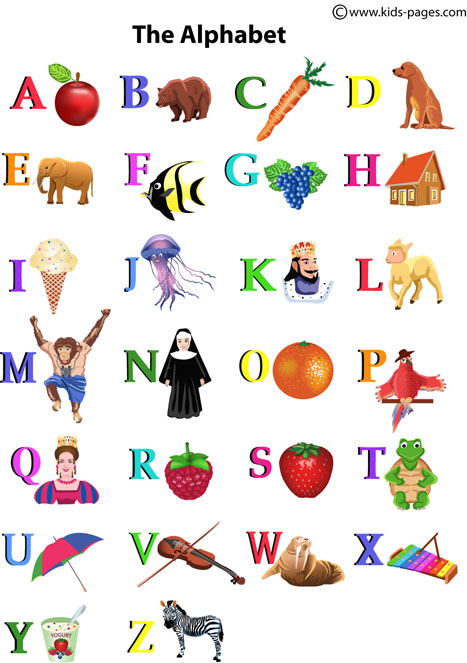 ©www.kids-pages.com
The Alphabet
A B C D
E F G H
I J K L
M N O P
Q R S T
U V W X
Y YOGURT Z